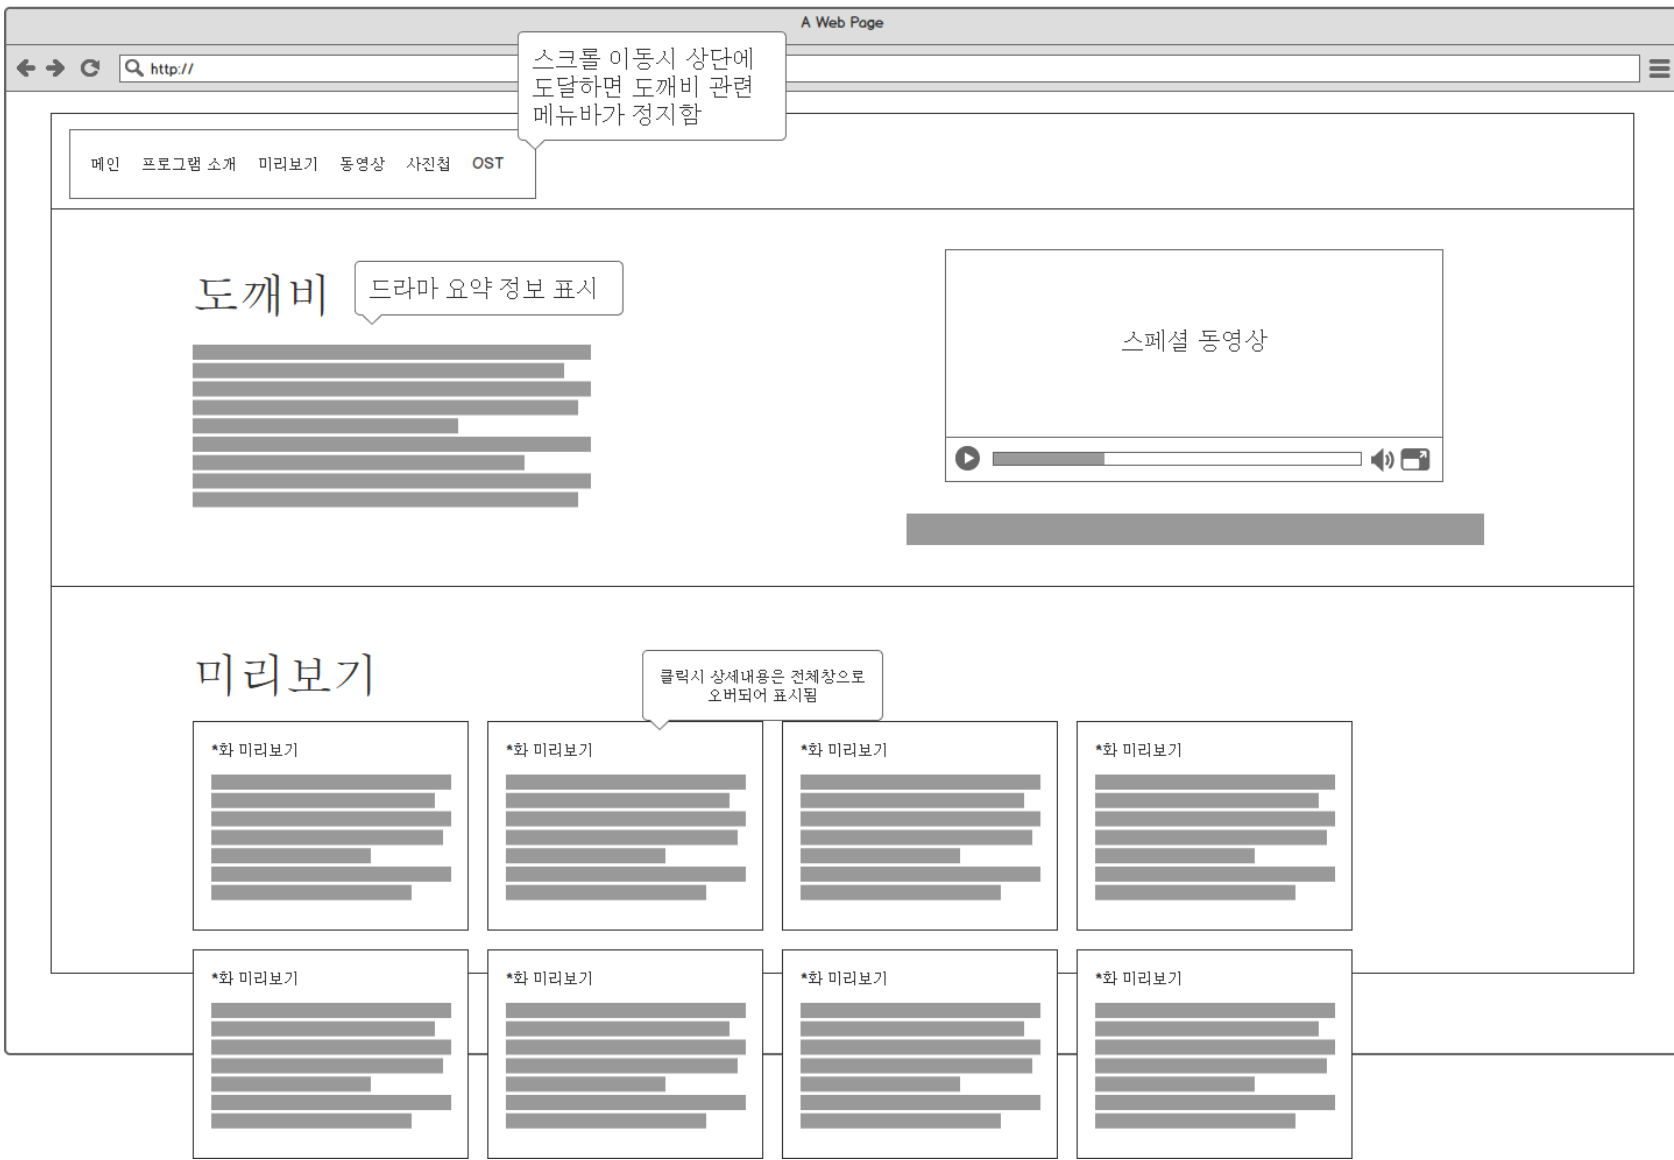 A Web Page
http://
스크롤 이동시 상단에
도달하면 도깨비 관련
메뉴바가 정지함
메인 프로그램 소개 미리보기 동영상 사진첩 OST
도깨비
드라마 요약 정보 표시
스페셜 동영상
미리보기
클릭시 상세내용은 전체창으로
오버되어 표시됨
*화 미리보기
*화 미리보기
*화 미리보기
*화 미리보기
*화 미리보기
*화 미리보기
*화 미리보기
*화 미리보기